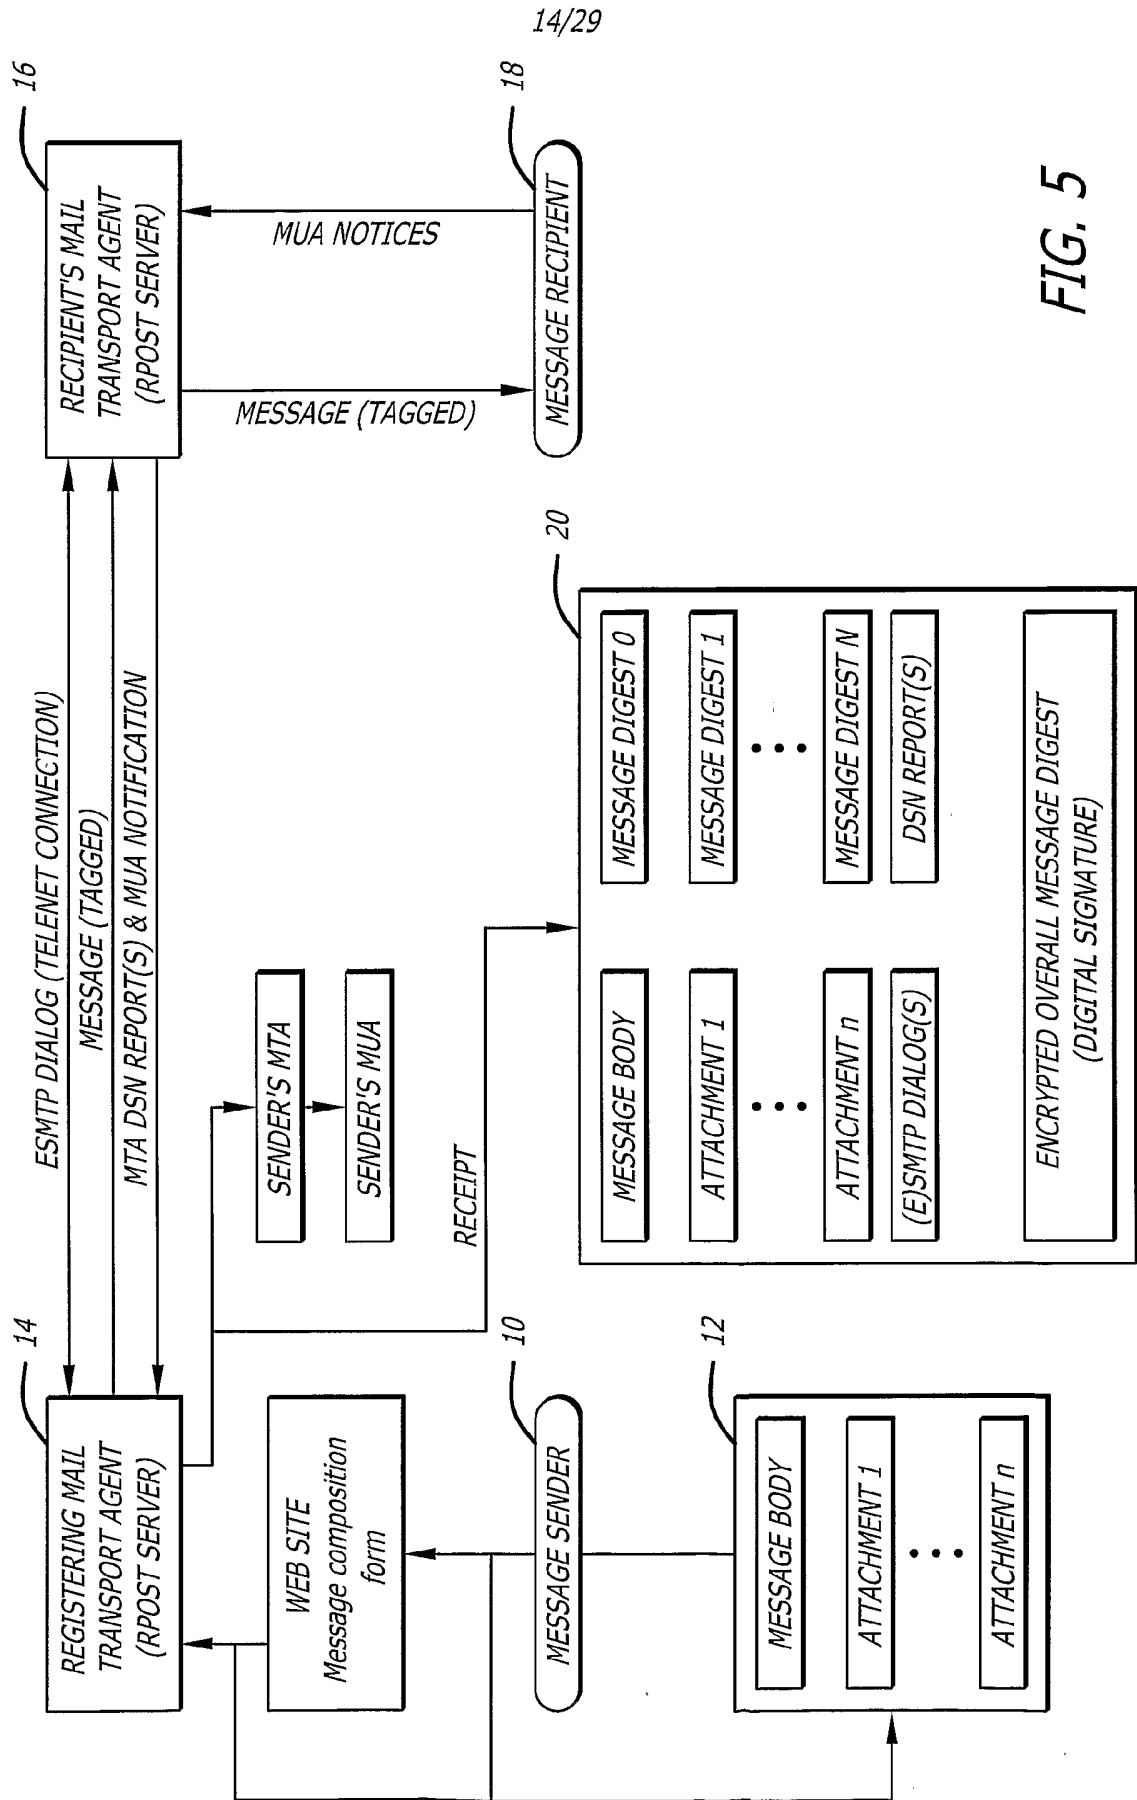 14/29
14
REGISTERING MAIL
TRANSPORT AGENT
(RPOST SERVER)
ESMTP DIALOG (TELENET CONNECTION)
MESSAGE (TAGGED)
MTA DSN REPORT(S) & MUA NOTIFICATION
16
RECIPIENT'S MAIL
TRANSPORT AGENT
(RPOST SERVER)
WEB SITE
Message composition
form
SENDER'S MTA
SENDER'S MUA
MESSAGE (TAGGED)
MUA NOTICES
RECEIPT
10
MESSAGE SENDER
18
MESSAGE RECIPIENT
12
MESSAGE BODY
ATTACHMENT 1
ATTACHMENT n
20
MESSAGE BODY
MESSAGE DIGEST 0
ATTACHMENT 1
MESSAGE DIGEST 1
ATTACHMENT n
MESSAGE DIGEST N
(E)SMTP DIALOG(S)
DSN REPORT(S)
ENCRYPTED OVERALL MESSAGE DIGEST
(DIGITAL SIGNATURE)
FIG. 5